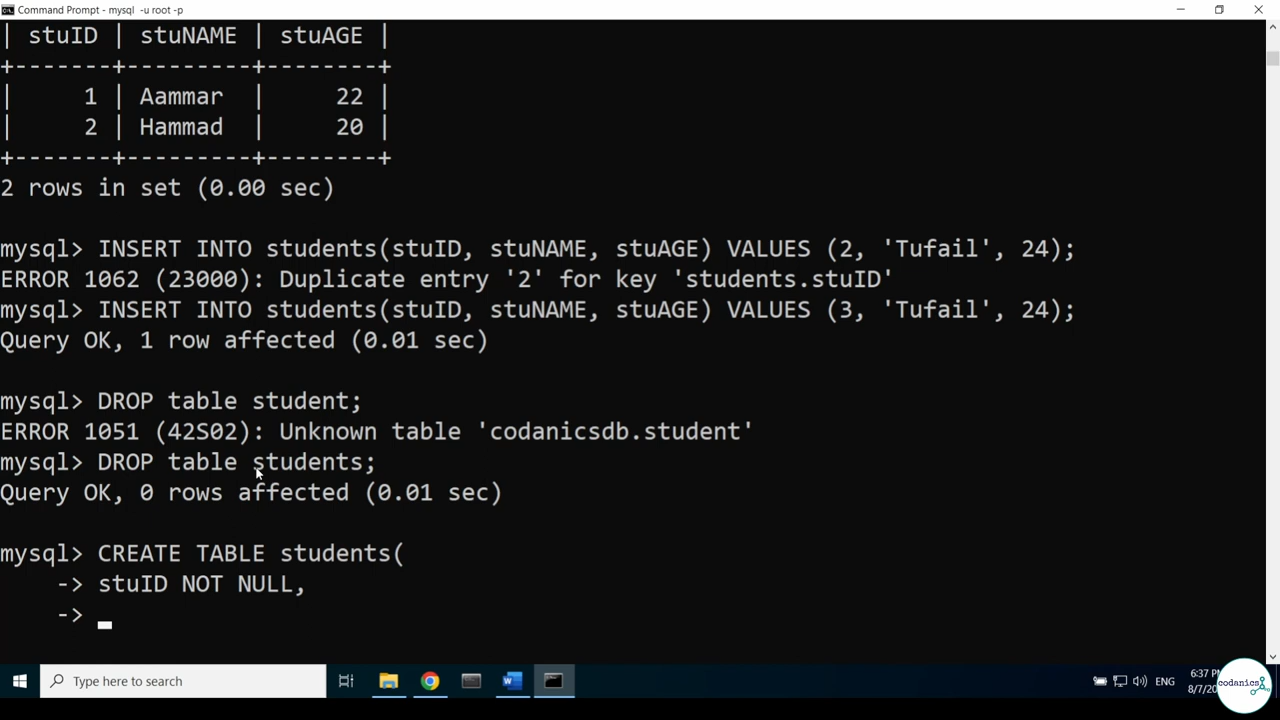 Command Prompt - mysql -u root -p
| stuID | stuNAME | stuAGE |
+-------+---------+--------+
|     1 | Aammar  |     22 |
|     2 | Hammad  |     20 |
+-------+---------+--------+
2 rows in set (0.00 sec)
mysql> INSERT INTO students(stuID, stuNAME, stuAGE) VALUES (2, 'Tufail', 24);
ERROR 1062 (23000): Duplicate entry '2' for key 'students.stuID'
mysql> INSERT INTO students(stuID, stuNAME, stuAGE) VALUES (3, 'Tufail', 24);
Query OK, 1 row affected (0.01 sec)
mysql> DROP table student;
ERROR 1051 (42S02): Unknown table 'codanicsdb.student'
mysql> DROP table students;
Query OK, 0 rows affected (0.01 sec)
mysql> CREATE TABLE students(
    -> stuID NOT NULL,
    ->
Type here to search
ENG
6:37 P
8/7/20
codanics